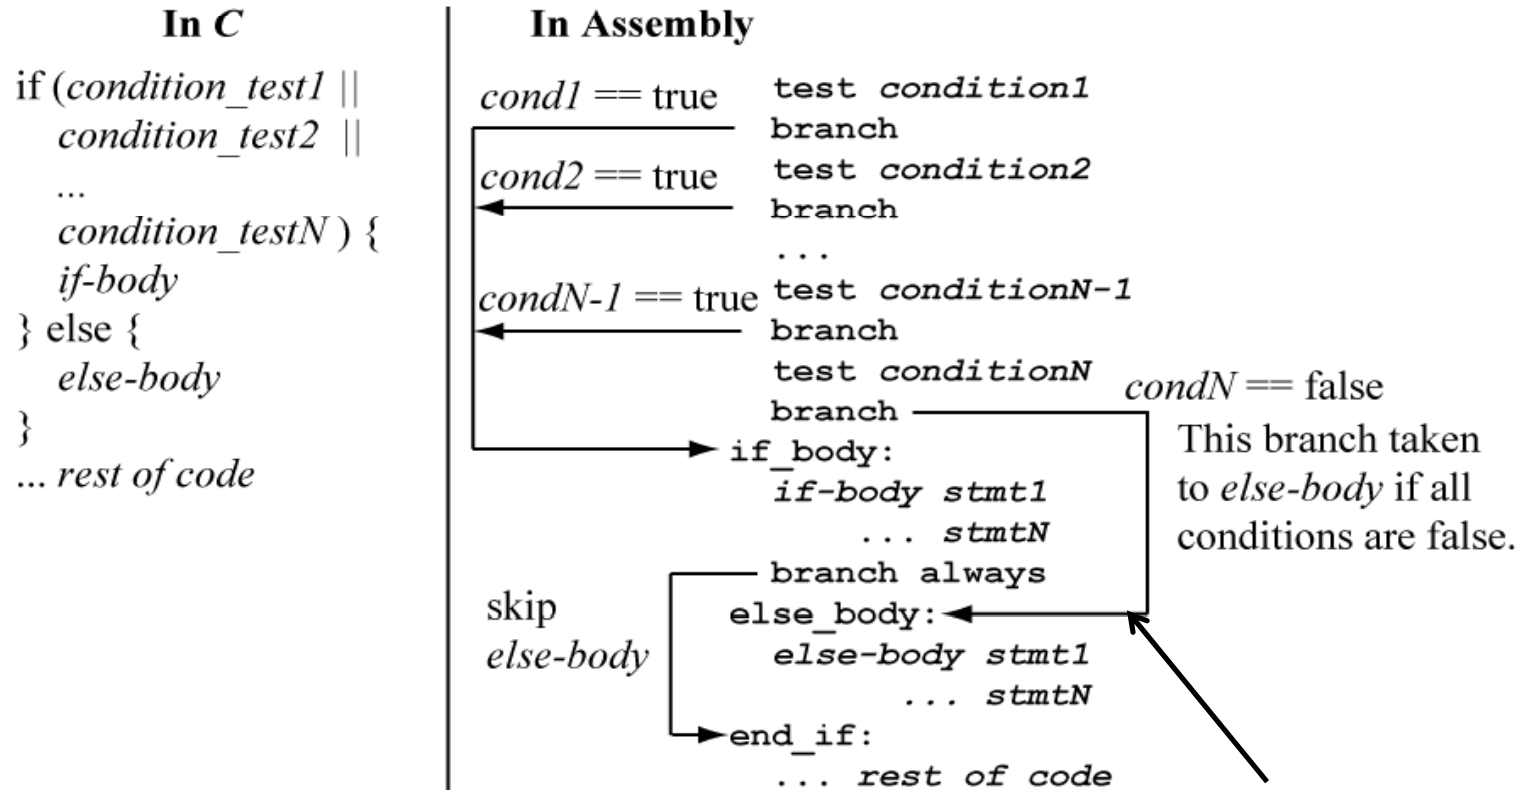 In C
if (condition_test1 ||
condition_test2 ||
...
condition_testN ) {
if-body
} else {
else-body
}
... rest of code
In Assembly
cond1 == true
test condition1
branch
cond2 == true
test condition2
branch
...
condN-1 == true
test conditionN-1
branch
test conditionN
condN == false
branch
This branch taken
to else-body if all
conditions are false.
if_body:
if-body stmt1
... stmtN
branch always
skip
else-body
else_body:
else-body stmt1
... stmtN
end_if:
... rest of code